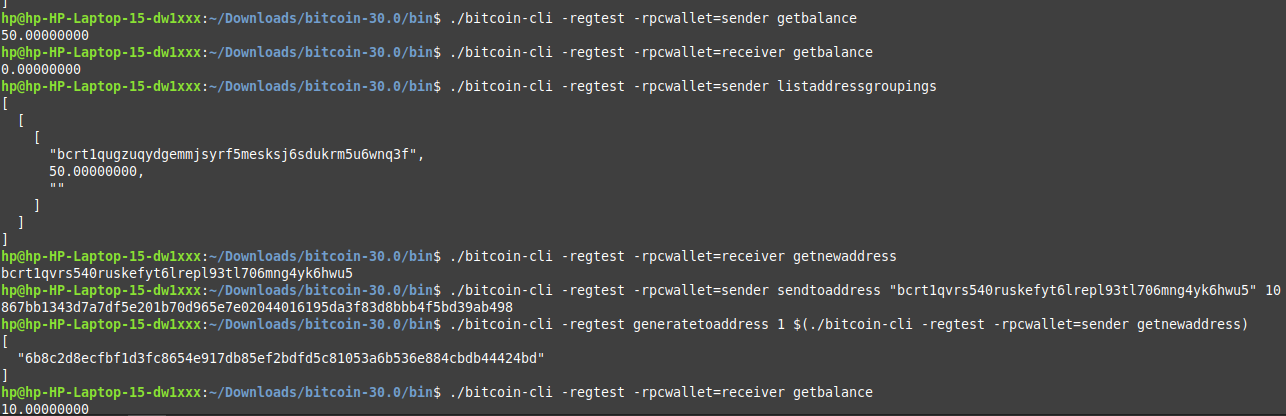 ]
hp@hp-HP-Laptop-15-dw1xxx:~/Downloads/bitcoin-30.0/bin$ ./bitcoin-cli -regtest -rpcwallet=sender getbalance
50.00000000
hp@hp-HP-Laptop-15-dw1xxx:~/Downloads/bitcoin-30.0/bin$ ./bitcoin-cli -regtest -rpcwallet=receiver getbalance
0.00000000
hp@hp-HP-Laptop-15-dw1xxx:~/Downloads/bitcoin-30.0/bin$ ./bitcoin-cli -regtest -rpcwallet=sender listaddressgroupings
[
  [
    [
      "bcrt1qugzuqydgemmjsyrf5mesksj6sdukrm5u6wnq3f",
      50.00000000,
      ""
    ]
  ]
]
hp@hp-HP-Laptop-15-dw1xxx:~/Downloads/bitcoin-30.0/bin$ ./bitcoin-cli -regtest -rpcwallet=receiver getnewaddress
bcrt1qvrs540ruskefyt6lrepl93tl706mng4yk6hwu5
hp@hp-HP-Laptop-15-dw1xxx:~/Downloads/bitcoin-30.0/bin$ ./bitcoin-cli -regtest -rpcwallet=sender sendtoaddress "bcrt1qvrs540ruskefyt6lrepl93tl706mng4yk6hwu5" 10
867bb1343d7a7df5e201b70d965e7e02044016195da3f83d8bbb4f5bd39ab498
hp@hp-HP-Laptop-15-dw1xxx:~/Downloads/bitcoin-30.0/bin$ ./bitcoin-cli -regtest generatetoaddress 1 $(./bitcoin-cli -regtest -rpcwallet=sender getnewaddress)
[
  "6b8c2d8ecfbf1d3fc8654e917db85ef2bdfd5c81053a6b536e884cbdb44424bd"
]
hp@hp-HP-Laptop-15-dw1xxx:~/Downloads/bitcoin-30.0/bin$ ./bitcoin-cli -regtest -rpcwallet=receiver getbalance
10.00000000